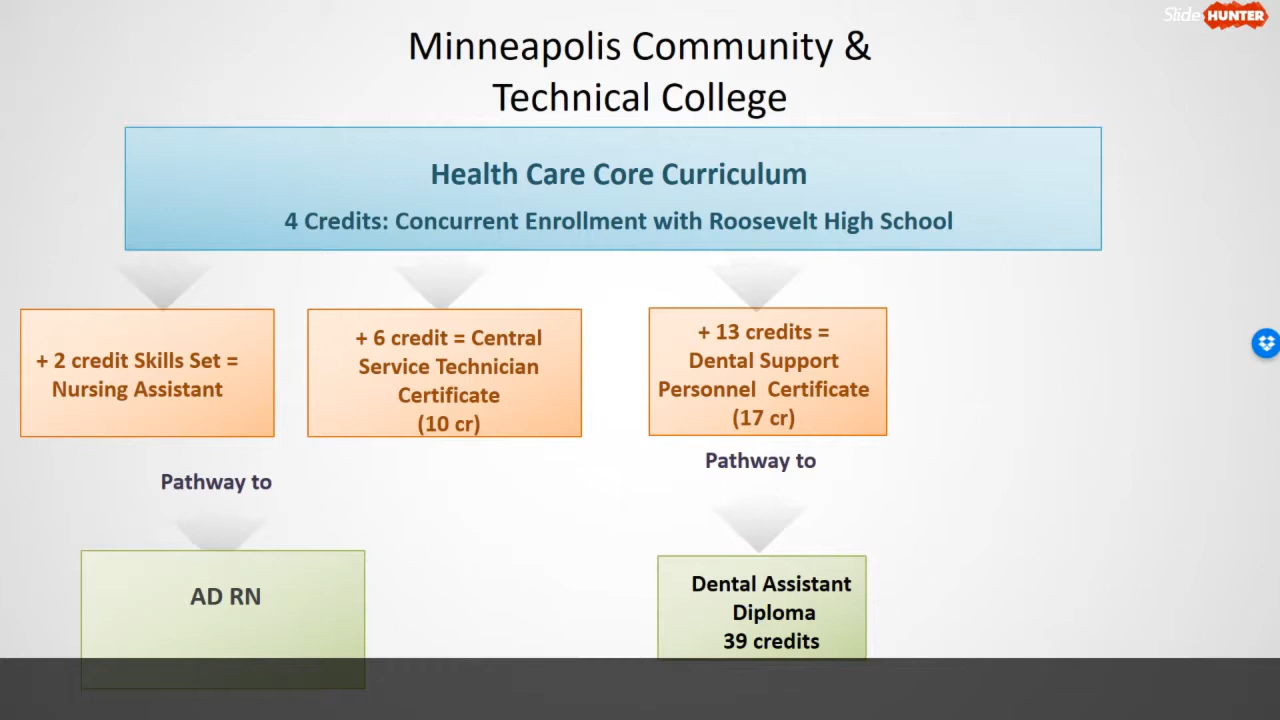 Slide HUNTER
Minneapolis Community &
Technical College
Health Care Core Curriculum
4 Credits: Concurrent Enrollment with Roosevelt High School
+ 2 credit Skills Set =
Nursing Assistant
+ 6 credit = Central
Service Technician
Certificate
(10 cr)
+ 13 credits =
Dental Support
Personnel Certificate
(17 cr)
Pathway to
Pathway to
AD RN
Dental Assistant
Diploma
39 credits